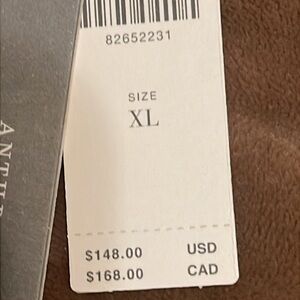 82652231
SIZE
XL
$148.00 USD
$168.00 CAD